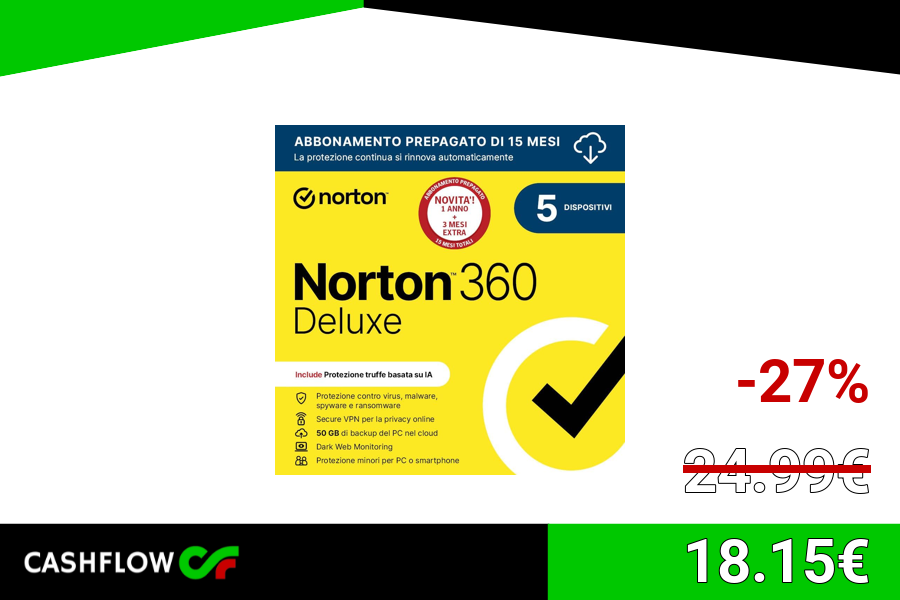 ABBONAMENTO PREPAGATO DI 15 MESI
La protezione continua si rinnova automaticamente
norton
ABBONAMENTO PREPAGATO
NOVITA'!
1 ANNO
+
3 MESI
EXTRA
15 MESI TOTALI
5 DISPOSITIVI
Norton™ 360
Deluxe
Include Protezione truffe basata su IA
Protezione contro virus, malware,
spyware e ransomware
Secure VPN per la privacy online
50 GB di backup del PC nel cloud
Dark Web Monitoring
Protezione minori per PC o smartphone
-27%
24.99€
CASHFLOW
18.15€